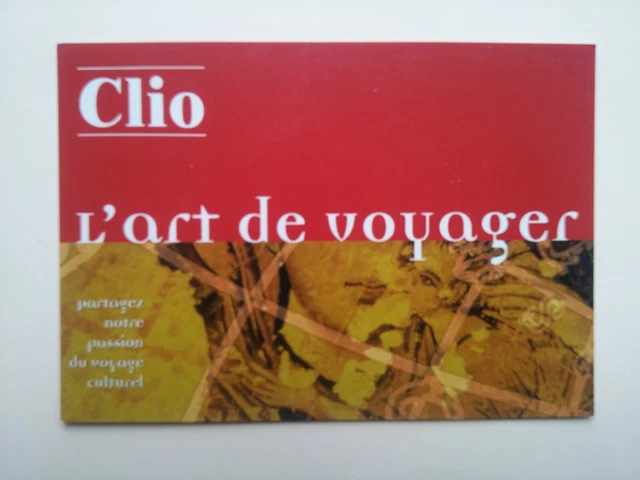 Clio
L'art de voyager
partagez
notre
passion
du voyage
culturel